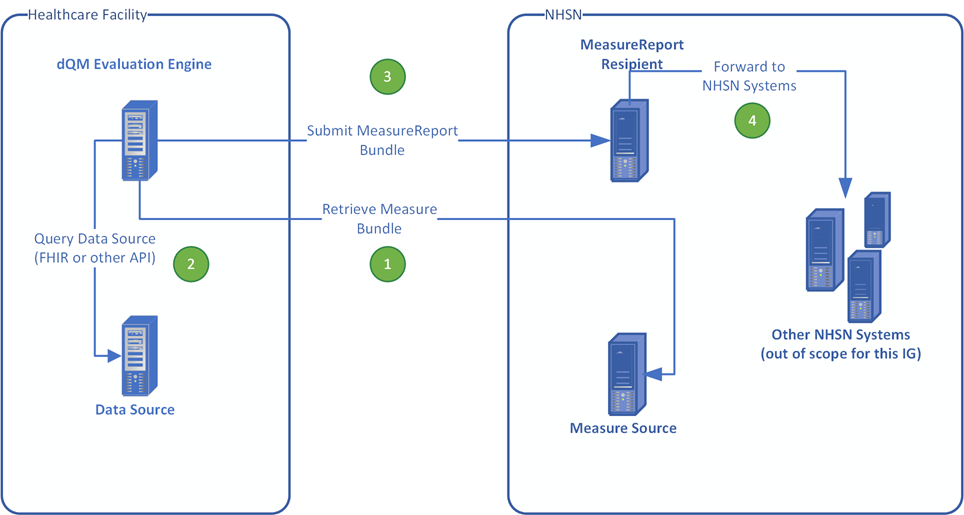 Healthcare Facility
NHSN
dQM Evaluation Engine
MeasureReport
Resipient
3
Forward to
NHSN Systems
4
Submit MeasureReport
Bundle
Retrieve Measure
Bundle
1
Query Data Source
(FHIR or other API)
2
Other NHSN Systems
(out of scope for this IG)
Data Source
Measure Source